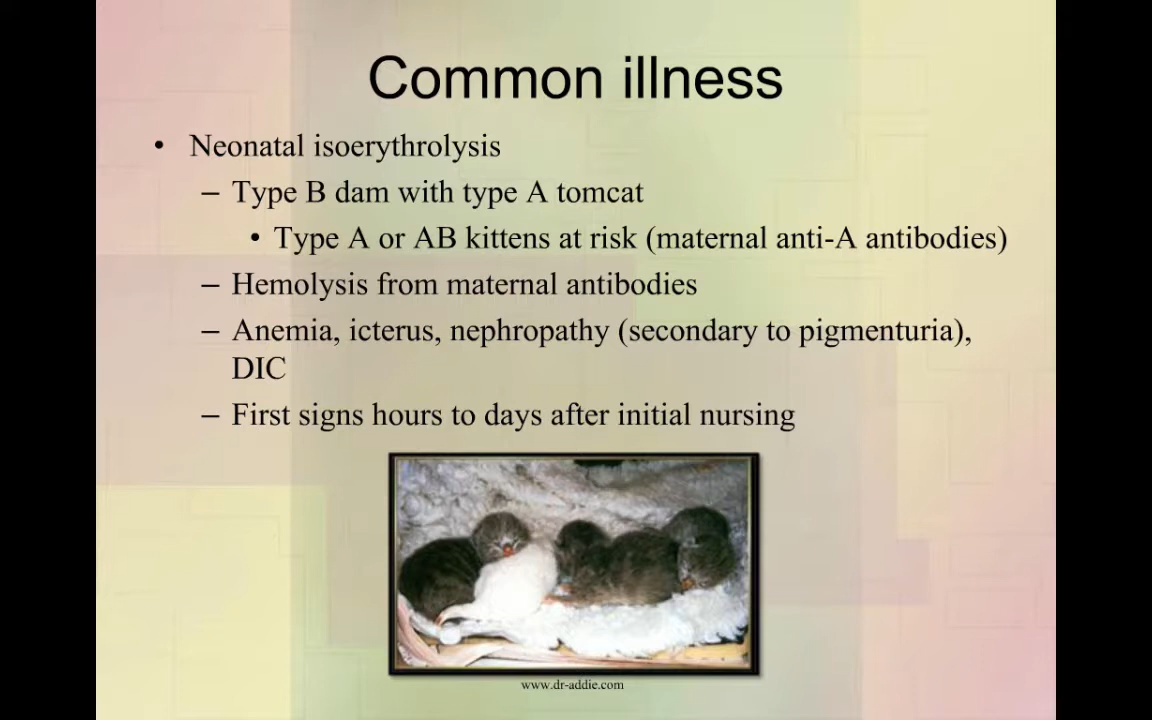 Common illness
• Neonatal isoerythrolysis
– Type B dam with type A tomcat
• Type A or AB kittens at risk (maternal anti-A antibodies)
– Hemolysis from maternal antibodies
– Anemia, icterus, nephropathy (secondary to pigmenturia),
DIC
– First signs hours to days after initial nursing
www.dr-addie.com